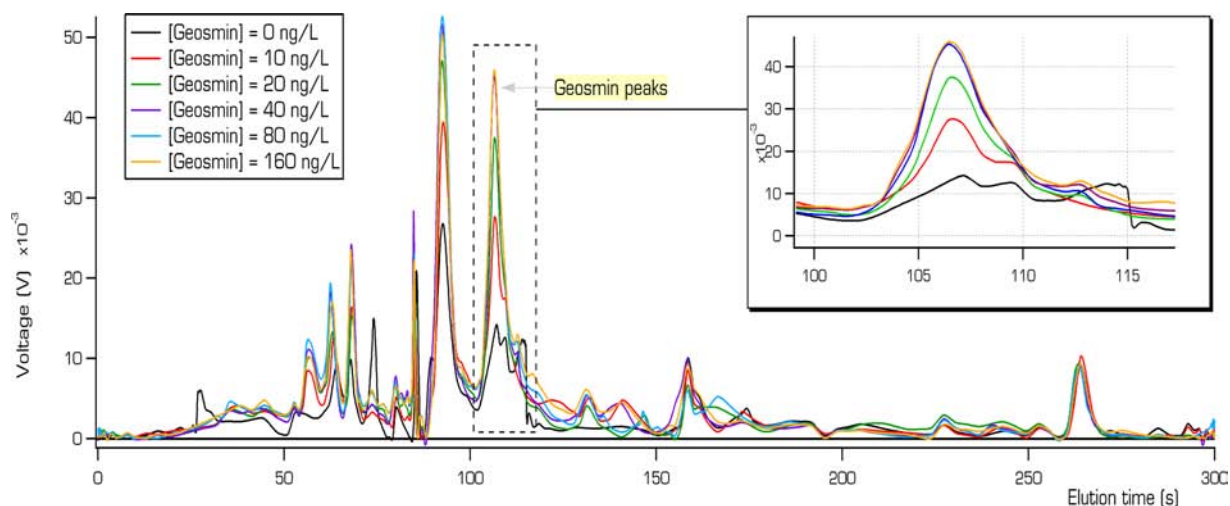 [Geosmin] = 0 ng/L
[Geosmin] = 10 ng/L
[Geosmin] = 20 ng/L
[Geosmin] = 40 ng/L
[Geosmin] = 80 ng/L
[Geosmin] = 160 ng/L
Geosmin peaks
Voltage (V) x10⁻³
50
40
30
20
10
0
0 50 100 150 200 250 300
Elution time (s)
x10⁻³
40
30
20
10
0
100 105 110 115